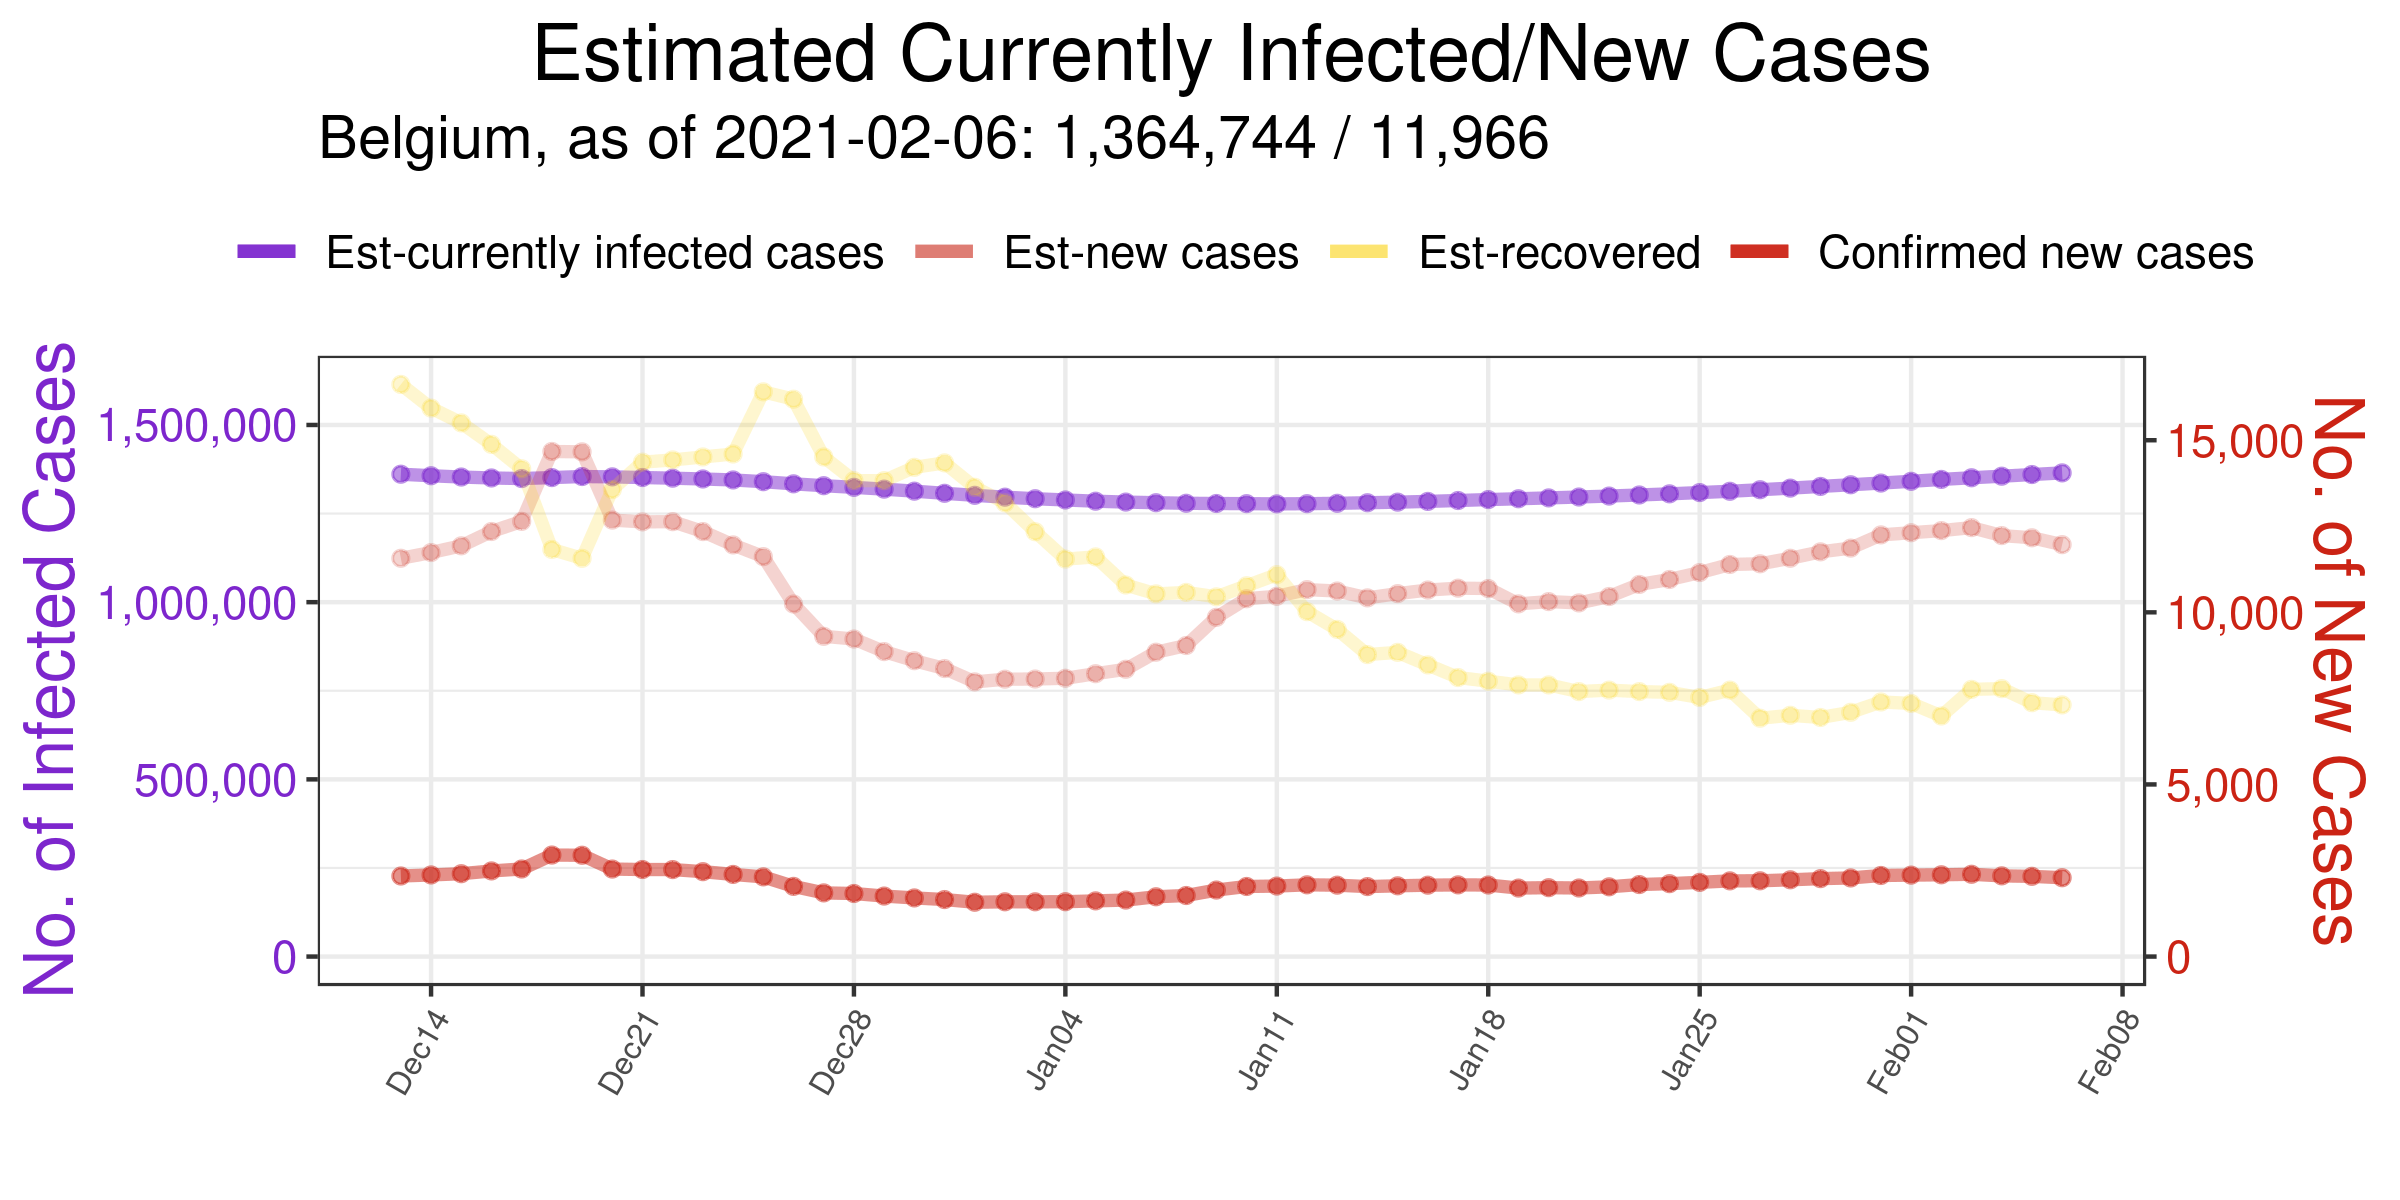 Estimated Currently Infected/New Cases
Belgium, as of 2021-02-06: 1,364,744 / 11,966
Est-currently infected cases Est-new cases Est-recovered Confirmed new cases
No. of Infected Cases
1,500,000
1,000,000
500,000
0
15,000
10,000
5,000
0
No. of New Cases
Dec14 Dec21 Dec28 Jan04 Jan11 Jan18 Jan25 Feb01 Feb08